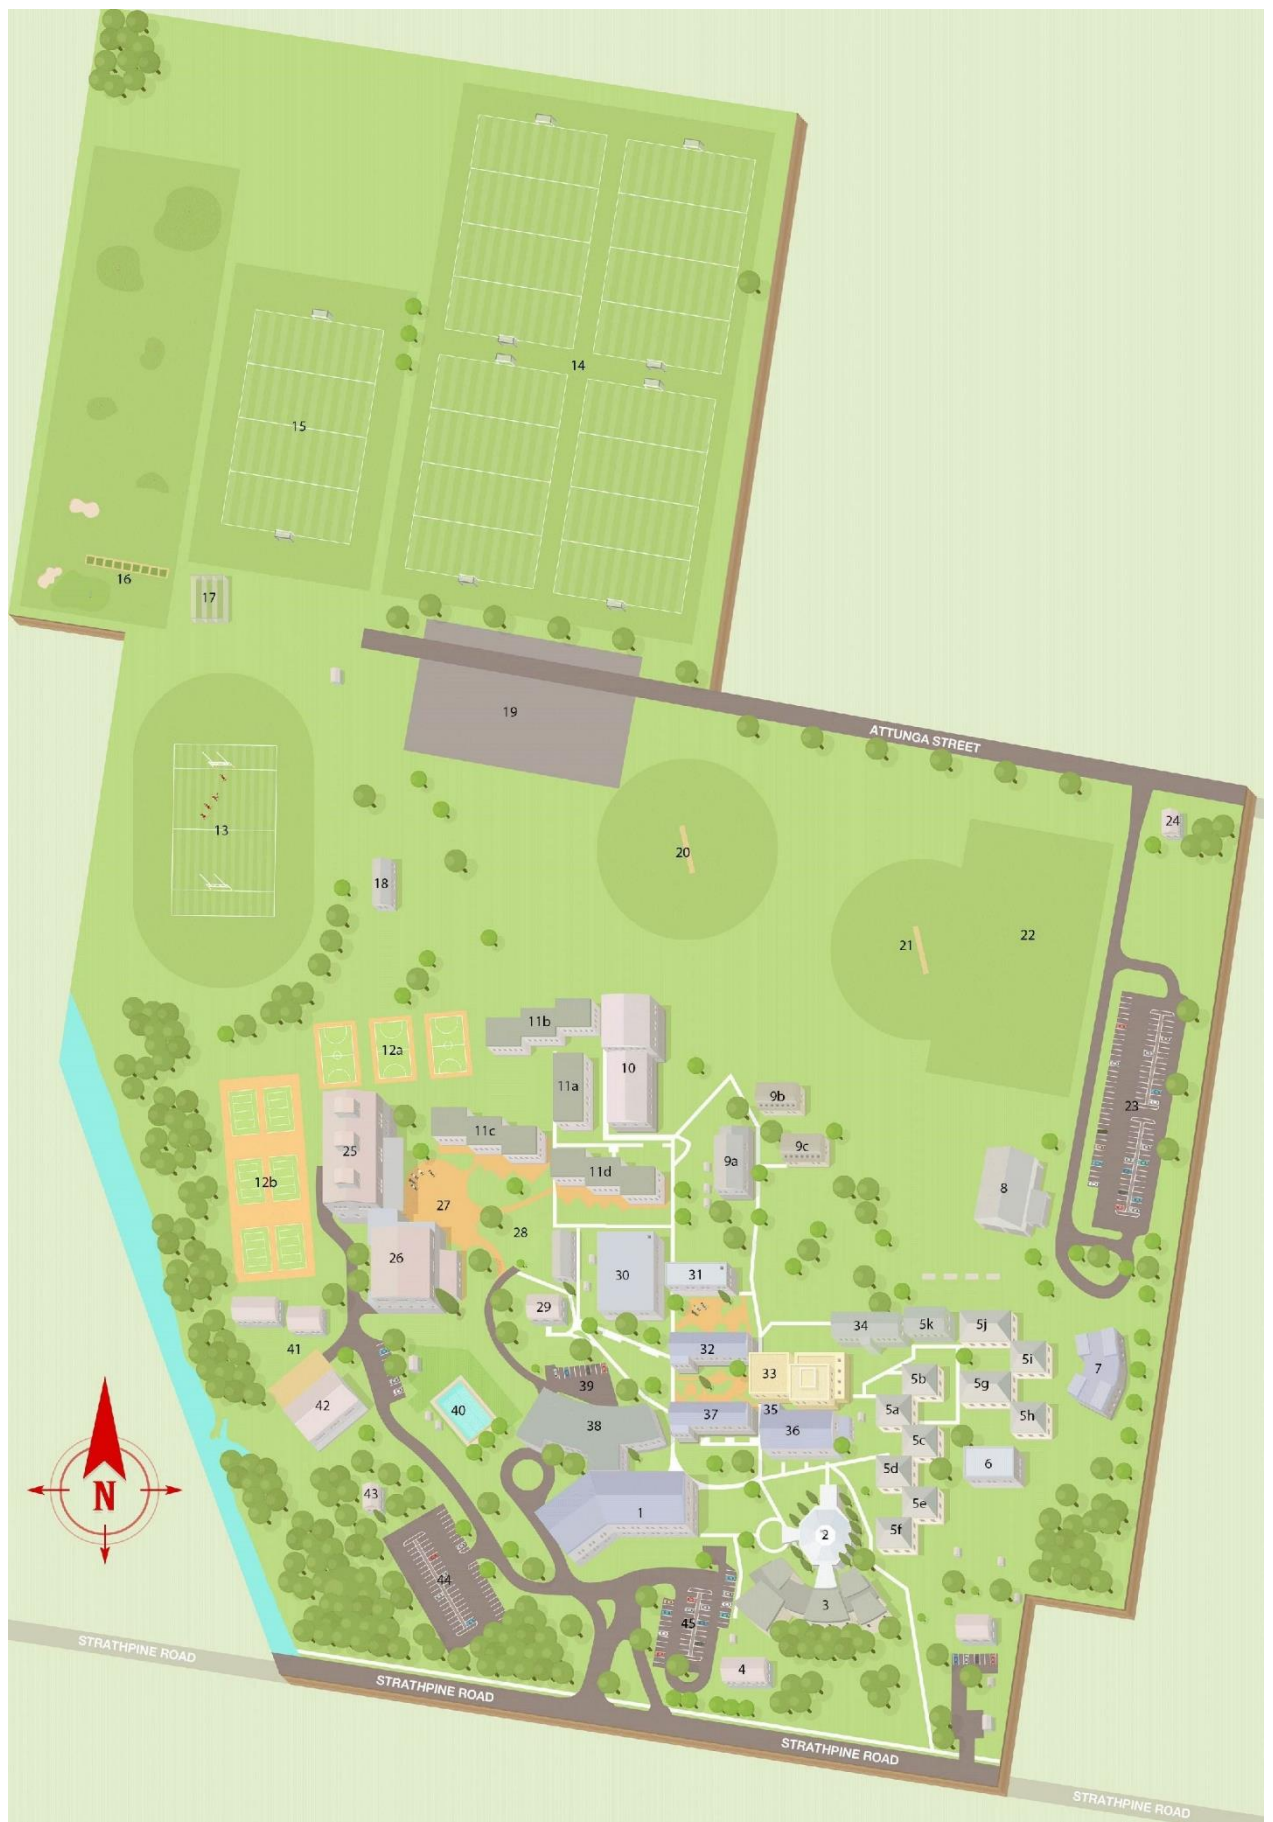 14
15
16
17
19
ATTUNGA STREET
24
13
20
18
22
21
11b
12a
10
11a
9b
23
11c
9c
25
9a
11d
12b
8
27
28
26
30
31
29
34
5k
5j
41
32
5i
7
33
5b
39
5g
42
40
35
5a
37
5h
38
36
5c
6
5d
43
5e
1
2
5f
44
3
45
N
4
STRATHPINE ROAD
STRATHPINE ROAD
STRATHPINE ROAD
STRATHPINE ROAD